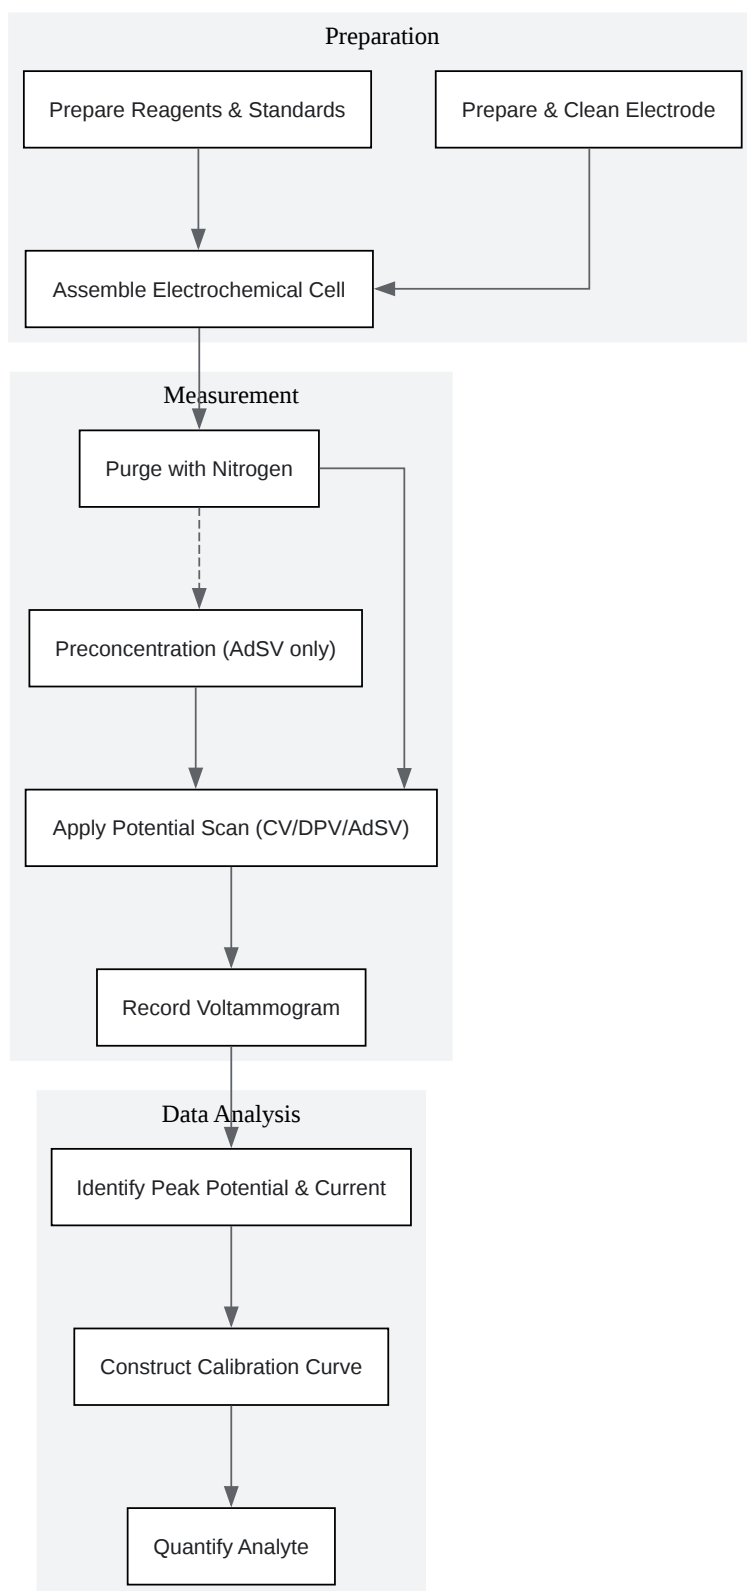 Preparation
Prepare Reagents & Standards
Prepare & Clean Electrode
Assemble Electrochemical Cell
Measurement
Purge with Nitrogen
Preconcentration (AdSV only)
Apply Potential Scan (CV/DPV/AdSV)
Record Voltammogram
Data Analysis
Identify Peak Potential & Current
Construct Calibration Curve
Quantify Analyte